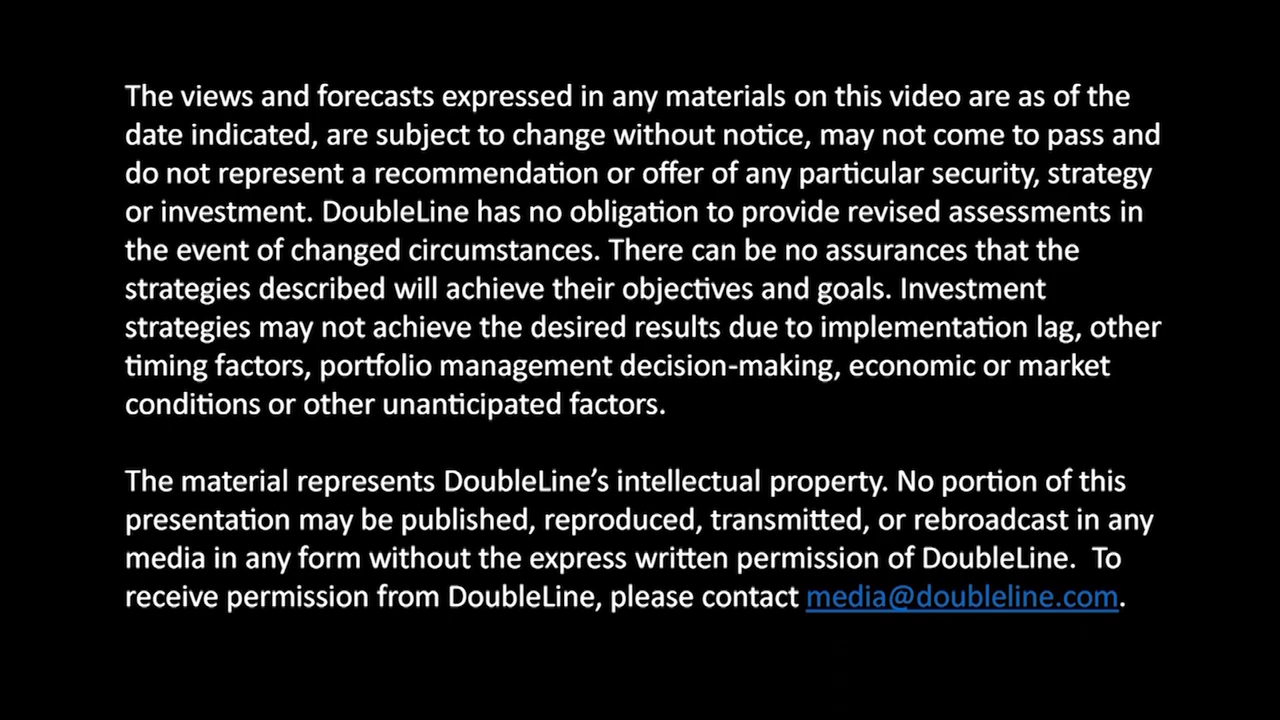 The views and forecasts expressed in any materials on this video are as of the
date indicated, are subject to change without notice, may not come to pass and
do not represent a recommendation or offer of any particular security, strategy
or investment. DoubleLine has no obligation to provide revised assessments in
the event of changed circumstances. There can be no assurances that the
strategies described will achieve their objectives and goals. Investment
strategies may not achieve the desired results due to implementation lag, other
timing factors, portfolio management decision-making, economic or market
conditions or other unanticipated factors.
The material represents DoubleLine’s intellectual property. No portion of this
presentation may be published, reproduced, transmitted, or rebroadcast in any
media in any form without the express written permission of DoubleLine.  To
receive permission from DoubleLine, please contact media@doubleline.com.